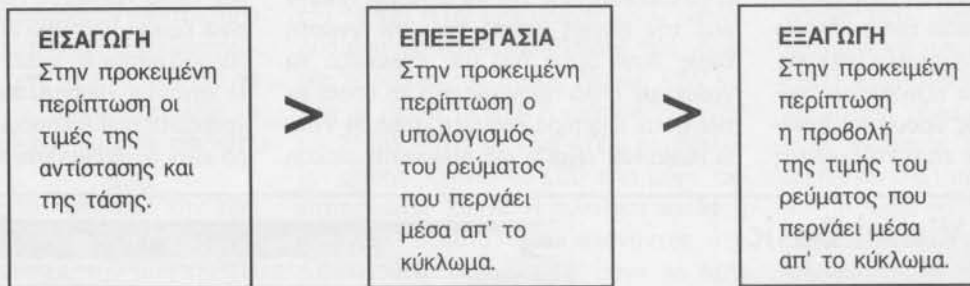 ΕΙΣΑΓΩΓΗ
Στην προκειμένη
περίπτωση οι
τιμές της
αντίστασης και
της τάσης.
>
ΕΠΕΞΕΡΓΑΣΙΑ
Στην προκειμένη
περίπτωση ο
υπολογισμός
του ρεύματος
που περνάει
μέσα απ' το
κύκλωμα.
>
ΕΞΑΓΩΓΗ
Στην προκειμένη
περίπτωση
η προβολή
της τιμής του
ρεύματος που
περνάει μέσα
απ' το κύκλωμα.